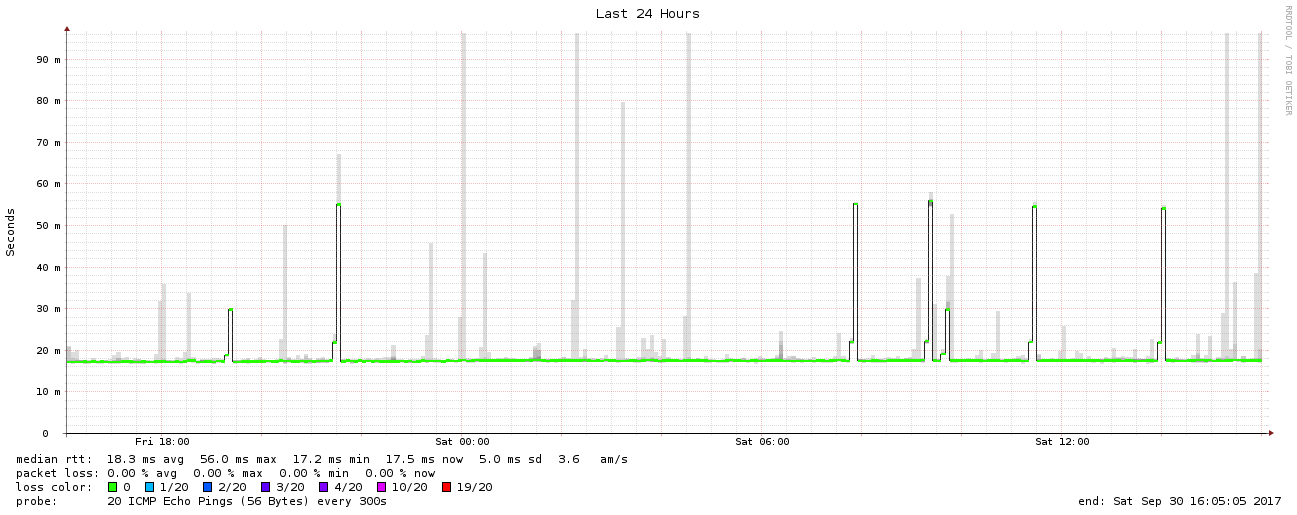 Last 24 Hours
RRDTOOL / TOBI OETIKER
Seconds
90 m
80 m
70 m
60 m
50 m
40 m
30 m
20 m
10 m
0
Fri 18:00 Sat 00:00 Sat 06:00 Sat 12:00
median rtt: 18.3 ms avg 56.0 ms max 17.2 ms min 17.5 ms now 5.0 ms sd 3.6 am/s
packet loss: 0.00 % avg 0.00 % max 0.00 % min 0.00 % now
loss color: 0 1/20 2/20 3/20 4/20 10/20 19/20
probe: 20 ICMP Echo Pings (56 Bytes) every 300s end: Sat Sep 30 16:05:05 2017